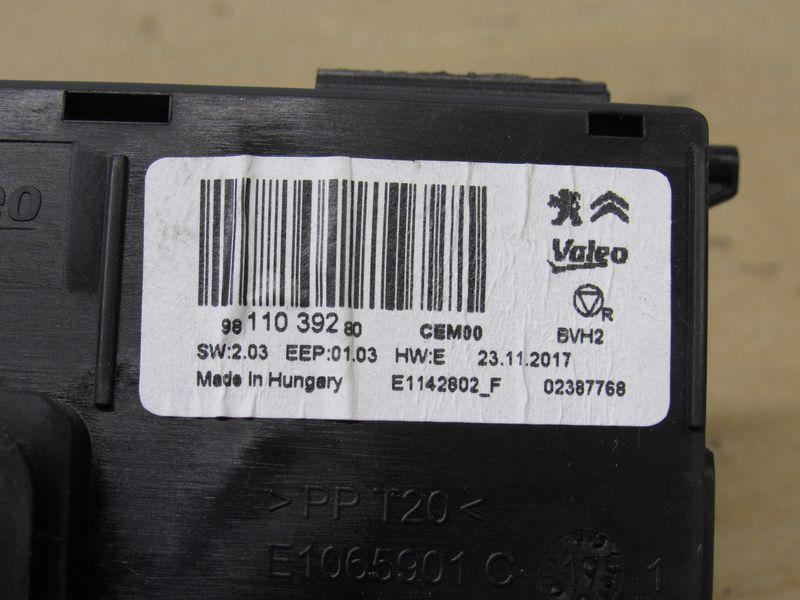 Valeo
98 110 392 80 CEM00 BVH2
R
SW:2.03 EEP:01.03 HW:E 23.11.2017
Made in Hungary E1142802_F 02387768
>PP T20<
E1065901 C 1